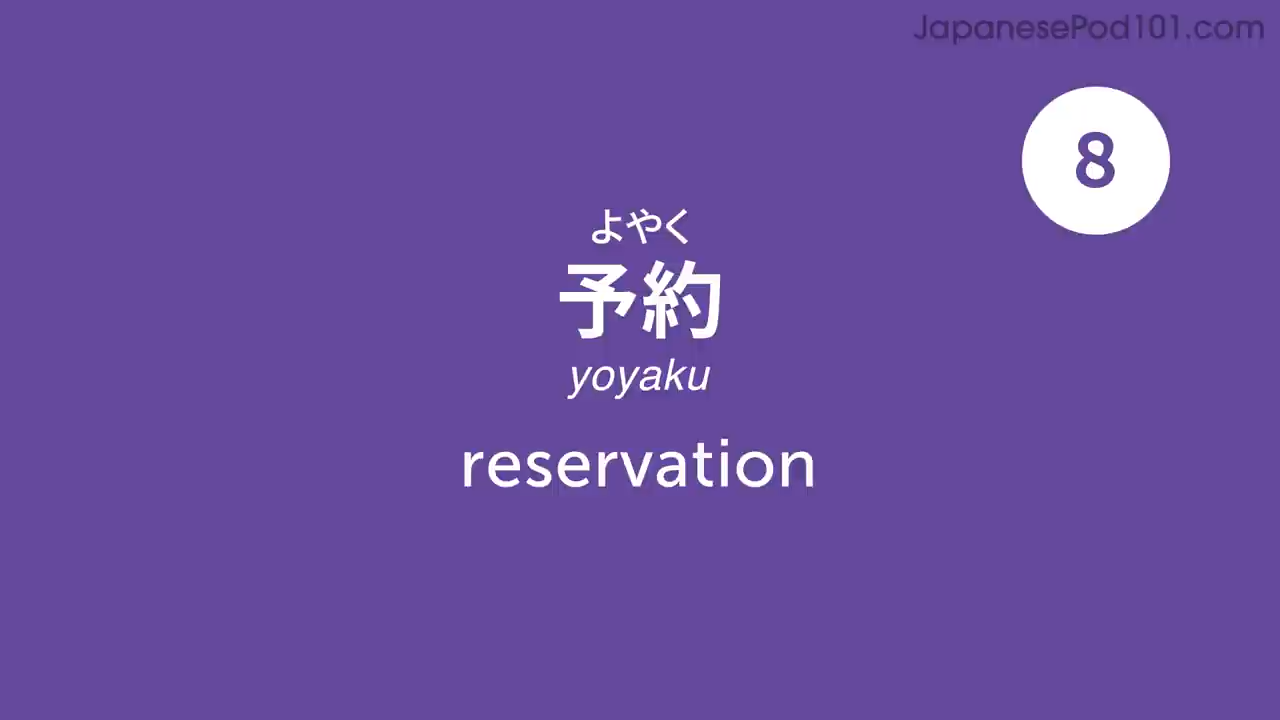 JapanesePod101.com
8
よやく
予約
yoyaku
reservation